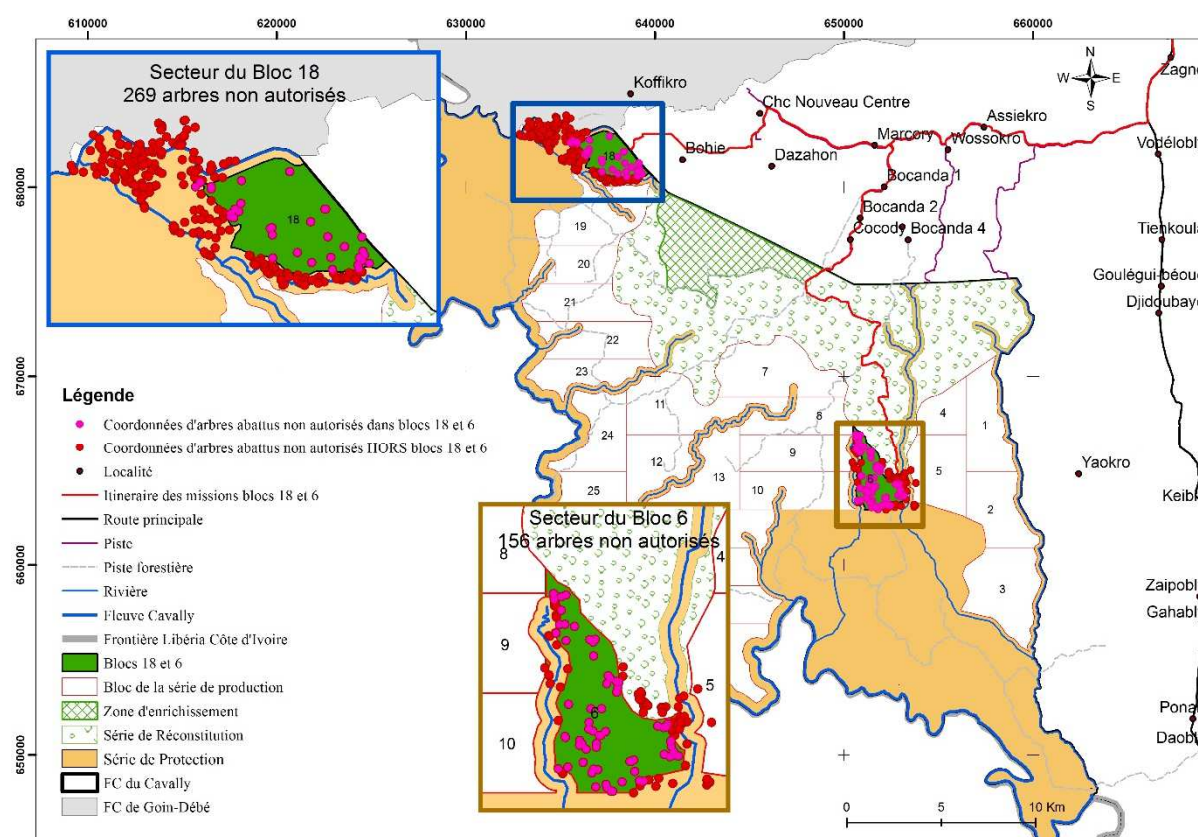 610000
620000
630000
640000
650000
660000
Secteur du Bloc 18
269 arbres non autorisés
18
Koffikro
N
W E
S
Zagne
Chc Nouveau Centre
Assiekro
Marcory
Wossokro
Vodéloble
18
Bohie
Dazahon
680000
Bocanda 1
Bocanda 2
Cocody
Bocanda 4
Tienkoula
19
20
Goulégui-béou
Djidoubaye
21
22
670000
23
7
11
8
4
1
24
9
12
5
Yaokro
13
6
25
10
2
Keibl
660000
3
Zaipobl
Gahabl
Pona
Daobl
650000
Légende
Coordonnées d'arbres abattus non autorisés dans blocs 18 et 6
Coordonnées d'arbres abattus non autorisés HORS blocs 18 et 6
Localité
Itineraire des missions blocs 18 et 6
Route principale
Piste
Piste forestière
Rivière
Fleuve Cavally
Frontière Libéria Côte d'Ivoire
Blocs 18 et 6
Bloc de la série de production
Zone d'enrichissement
Série de Réconstitution
Série de Protection
FC du Cavally
FC de Goin-Débé
Secteur du Bloc 6
156 arbres non autorisés
8
4
9
5
6
10
0 5 10 Km